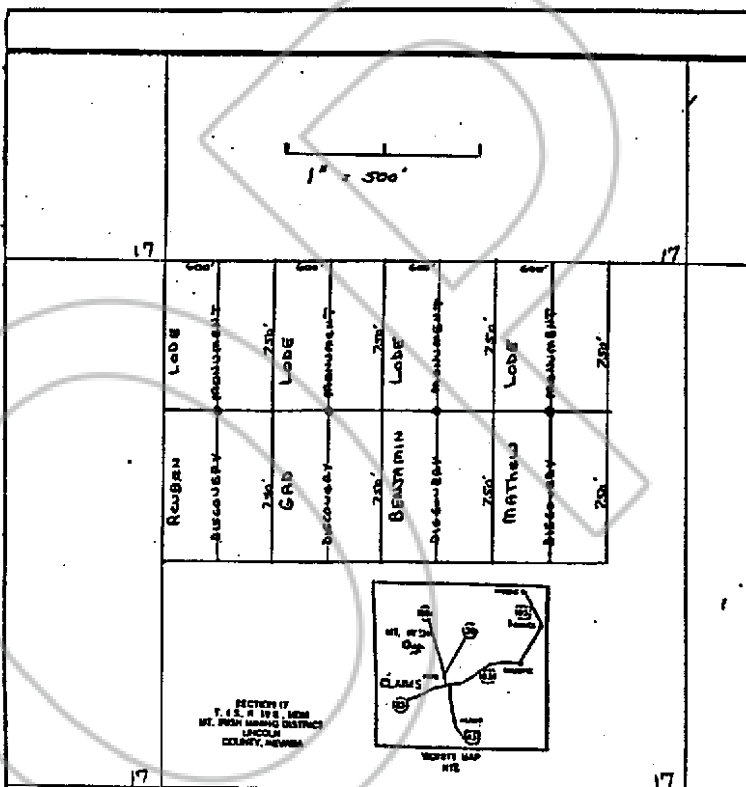 1" = 500'
17
17
600'
600'
600'
600'
LODE
MONUMENT
750'
LODE
MONUMENT
750'
LODE
MONUMENT
750'
LODE
MONUMENT
750'
REUBEN
DISCOVERY
750'
GAD
DISCOVERY
750'
BENJAMIN
DISCOVERY
750'
MATHEW
DISCOVERY
750'
CLAIMS
SECTION 17
MT. IRISH MINING DISTRICT
LINCOLN
COUNTY, NEVADA
VICINITY MAP
NTS
17
17